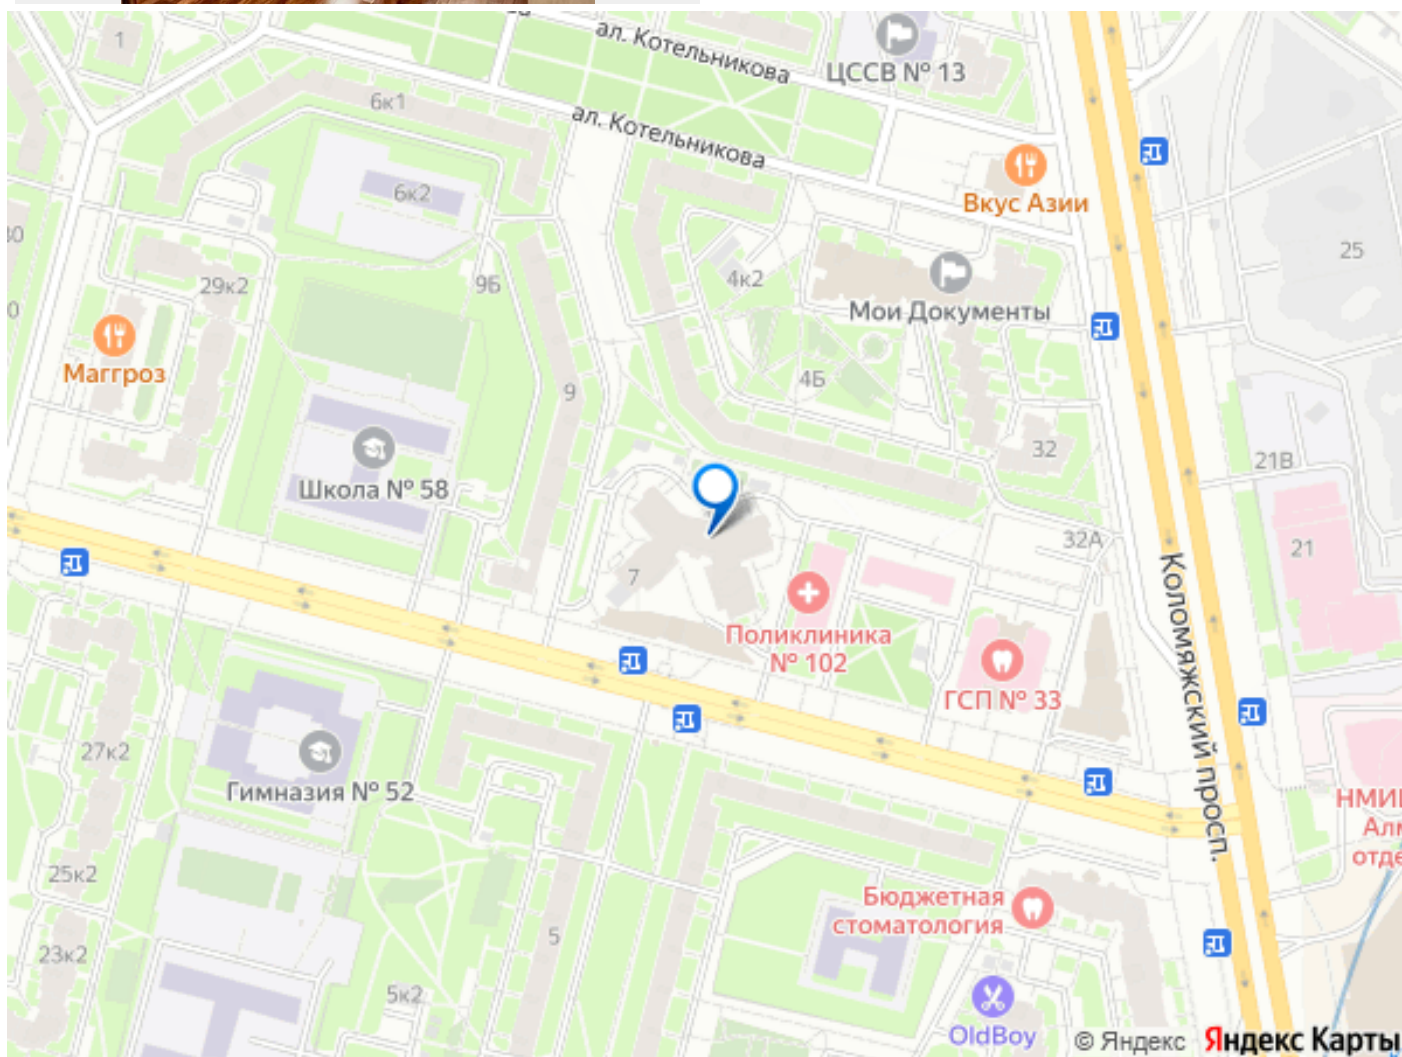 1
ал. Котельникова
ЦССВ № 13
6к1
ал. Котельникова
6к2
Вкус Азии
25
29к2
9Б
4к2
Мои Документы
Маггроз
4Б
9
32
21В
Школа № 58
32А
21
7
Поликлиника
№ 102
ГСП № 33
Коломяжский просп.
27к2
Гимназия № 52
25к2
Бюджетная
стоматология
5
23к2
5к2
OldBoy
© Яндекс Яндекс Карты